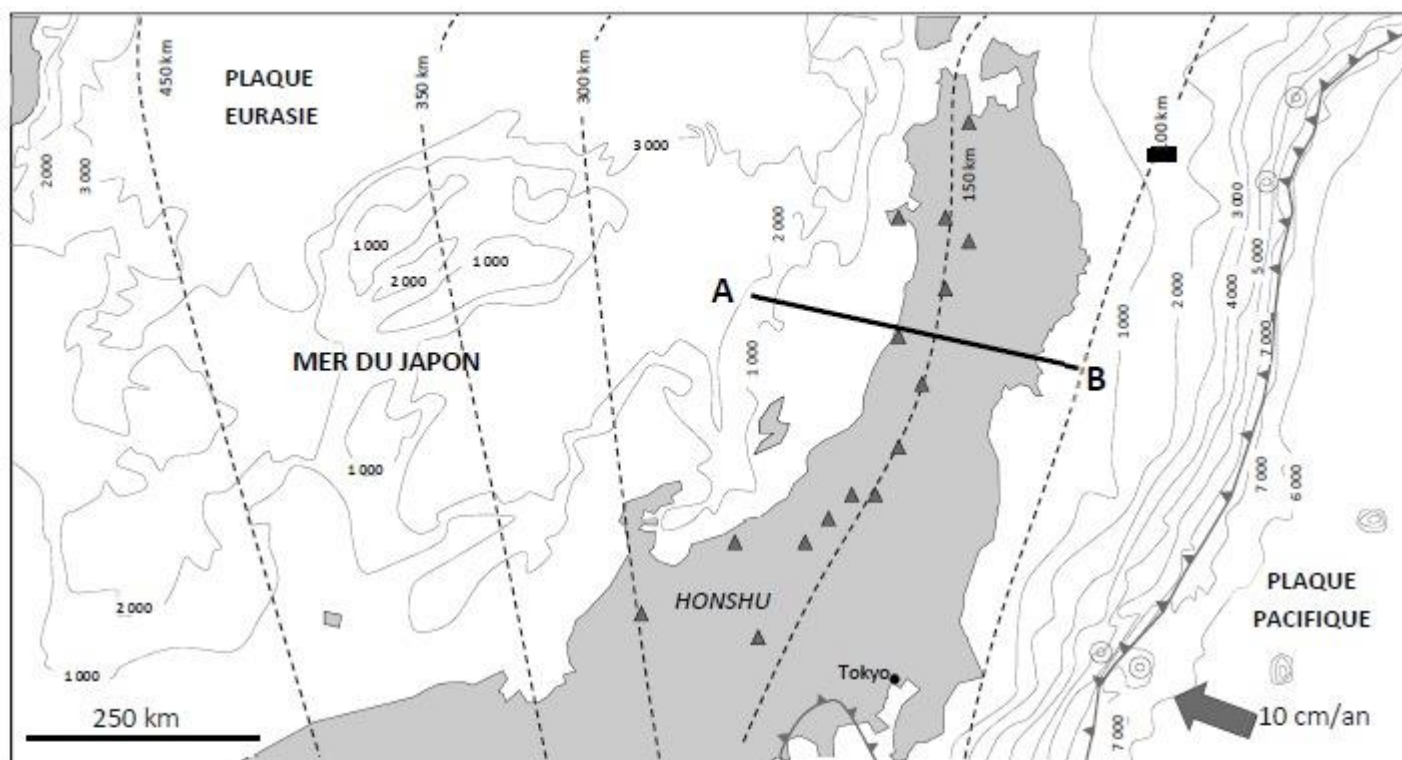 450 km
PLAQUE
EURASIE
350 km
300 km
3 000
2 000
3 000
150 km
00 km
3 000
1 000
2 000
1 000
2 000
5 000
4 000
2 000
1 000
7 000
A
B
MER DU JAPON
1 000
1 000
7 000
6 000
2 000
1 000
HONSHU
PLAQUE
PACIFIQUE
Tokyo
250 km
7 000
10 cm/an